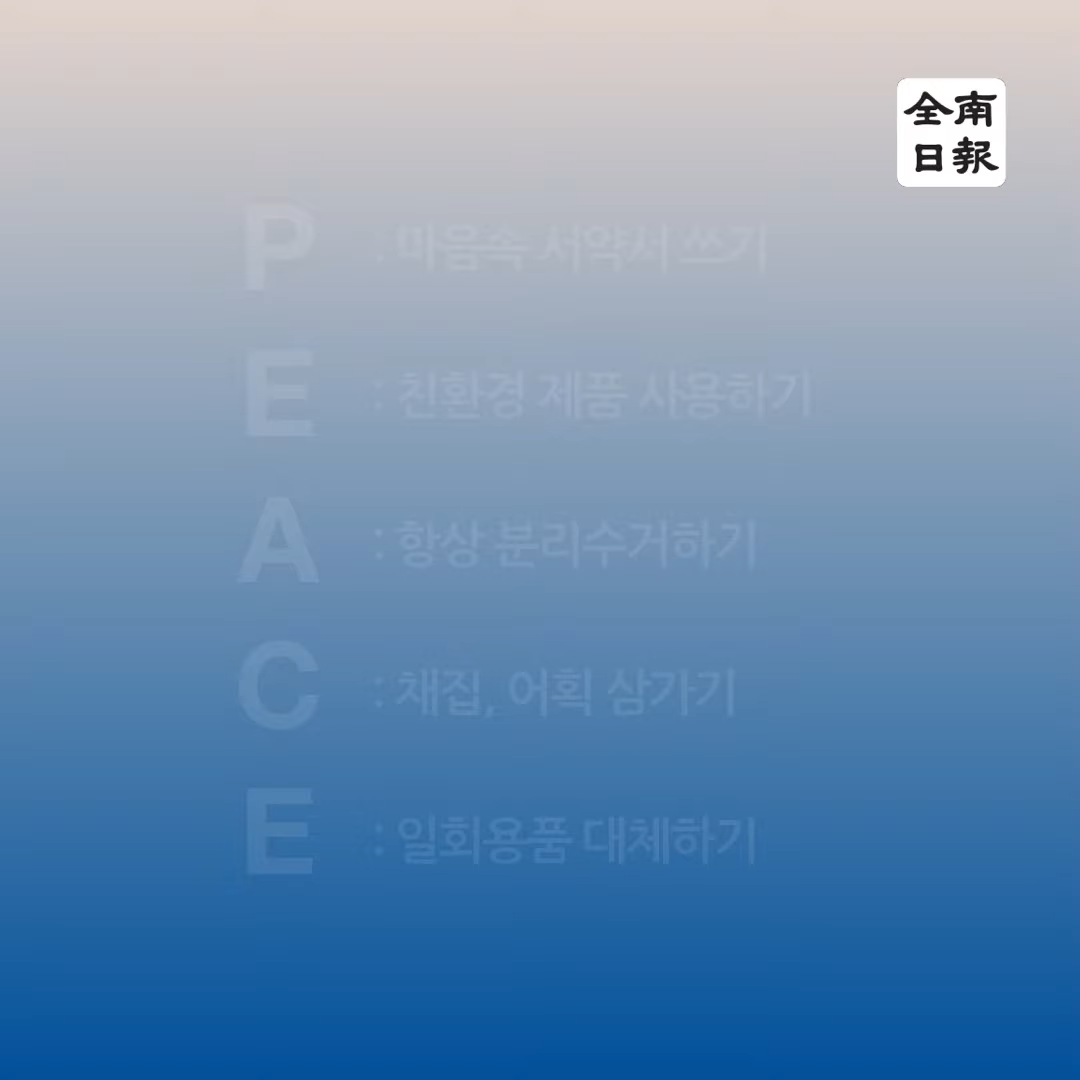 全南
日報
P : 마음속 서약서 쓰기
E : 친환경 제품 사용하기
A : 항상 분리수거하기
C : 채집, 어획 삼가기
E : 일회용품 대체하기